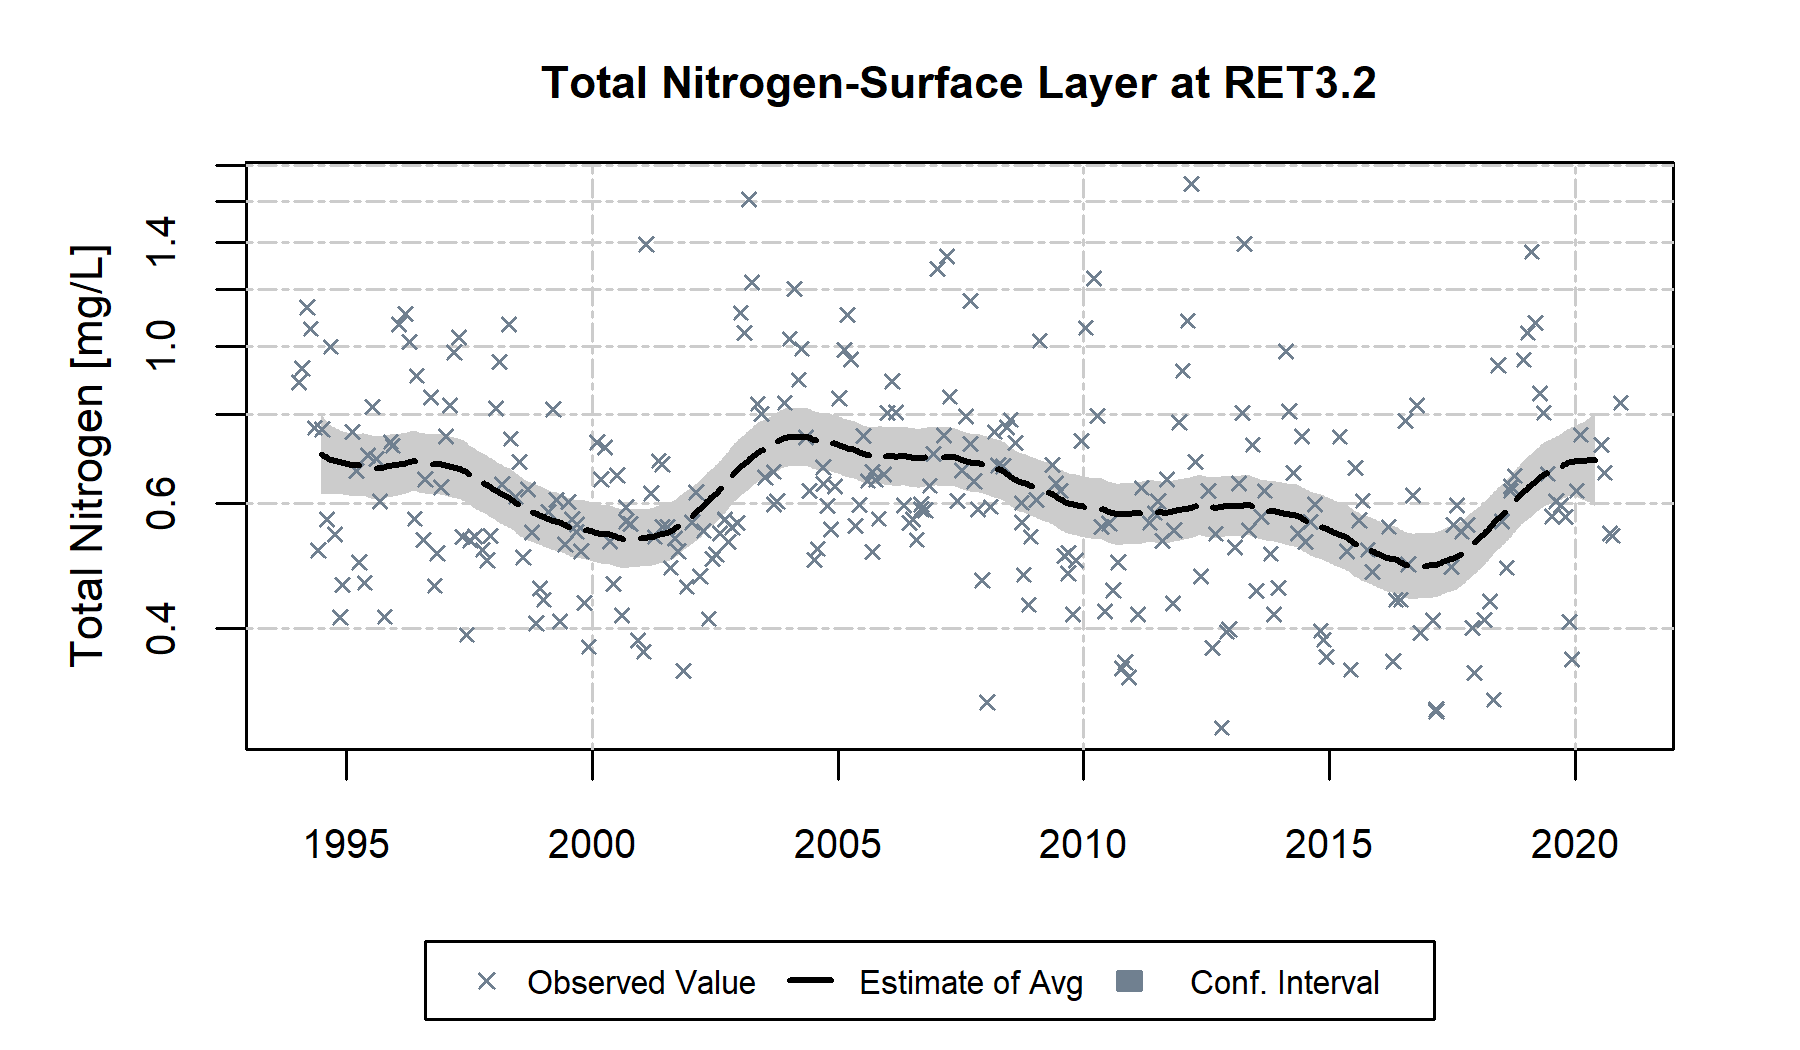 Total Nitrogen-Surface Layer at RET3.2
Total Nitrogen [mg/L]
1.4
1.0
0.6
0.4
1995 2000 2005 2010 2015 2020
Observed Value Estimate of Avg Conf. Interval